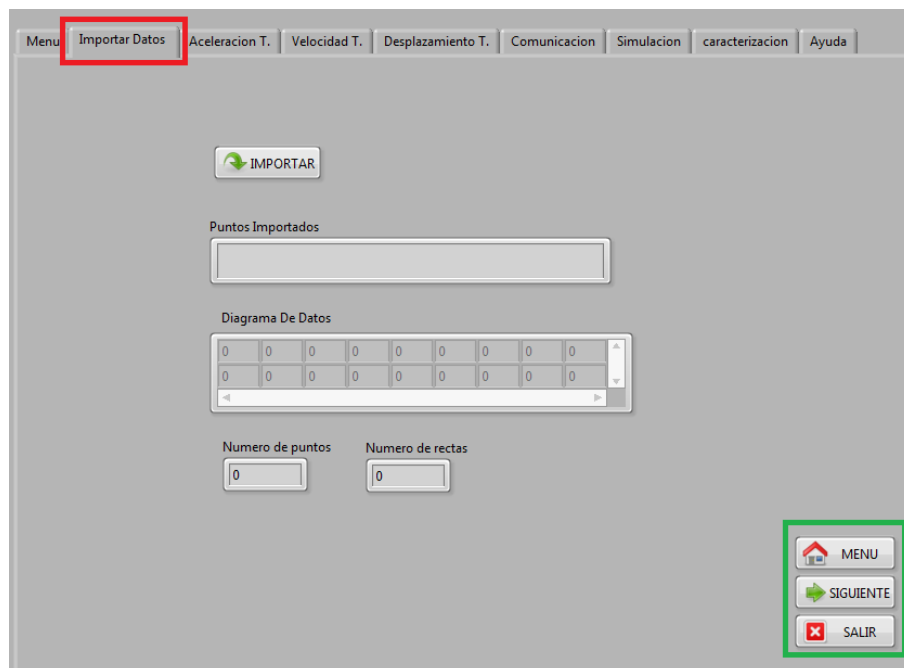 Menu Importar Datos Aceleracion T. Velocidad T. Desplazamiento T. Comunicacion Simulacion caracterizacion Ayuda
IMPORTAR
Puntos Importados
Diagrama De Datos
0 0 0 0 0 0 0 0 0
0 0 0 0 0 0 0 0 0
Numero de puntos Numero de rectas
0 0
MENU
SIGUIENTE
SALIR